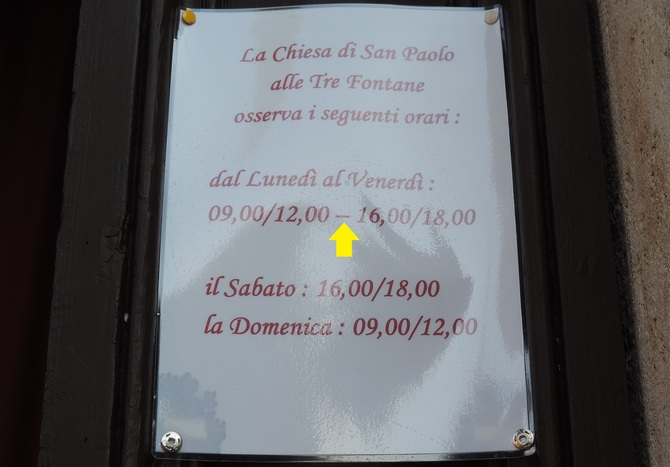 La Chiesa di San Paolo
alle Tre Fontane
osserva i seguenti orari :
dal Lunedì al Venerdì :
09,00/12,00 – 16,00/18,00
il Sabato : 16,00/18,00
la Domenica : 09,00/12,00